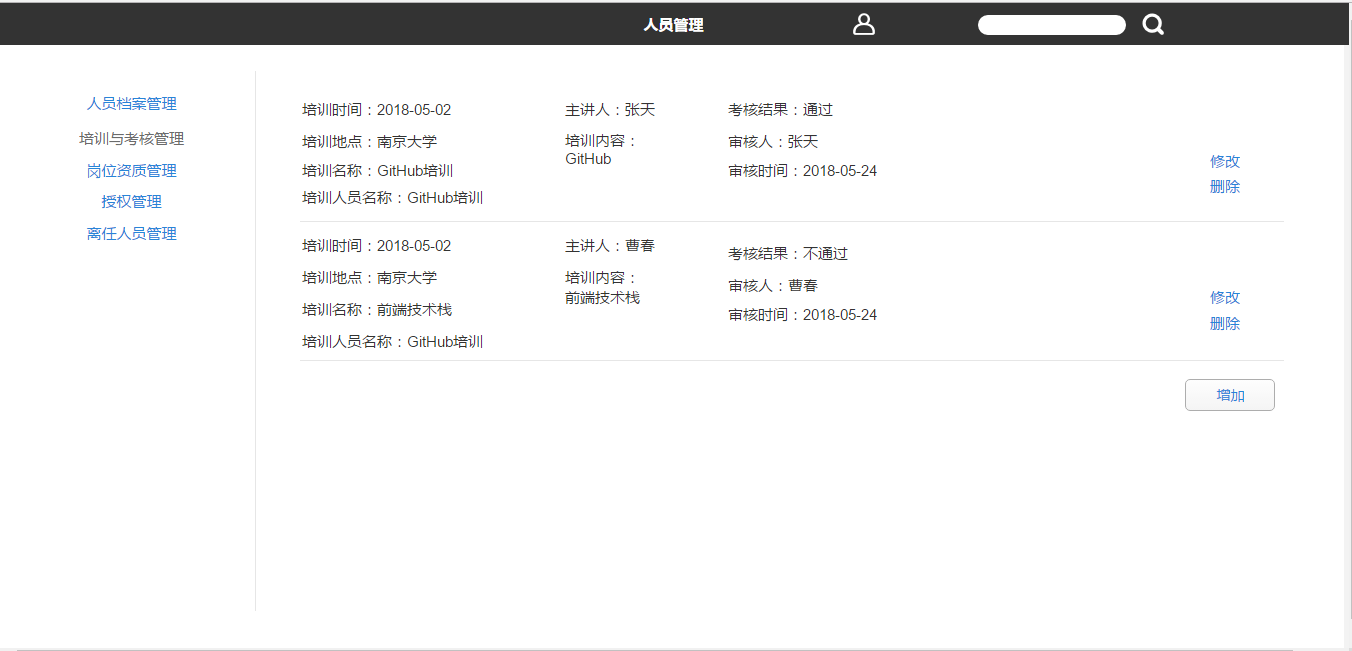 人员管理
人员档案管理
培训与考核管理
岗位资质管理
授权管理
离任人员管理
培训时间：2018-05-02
培训地点：南京大学
培训名称：GitHub培训
培训人员名称：GitHub培训
主讲人：张天
培训内容：
GitHub
考核结果：通过
审核人：张天
审核时间：2018-05-24
修改
删除
培训时间：2018-05-02
培训地点：南京大学
培训名称：前端技术栈
培训人员名称：GitHub培训
主讲人：曹春
培训内容：
前端技术栈
考核结果：不通过
审核人：曹春
审核时间：2018-05-24
修改
删除
增加